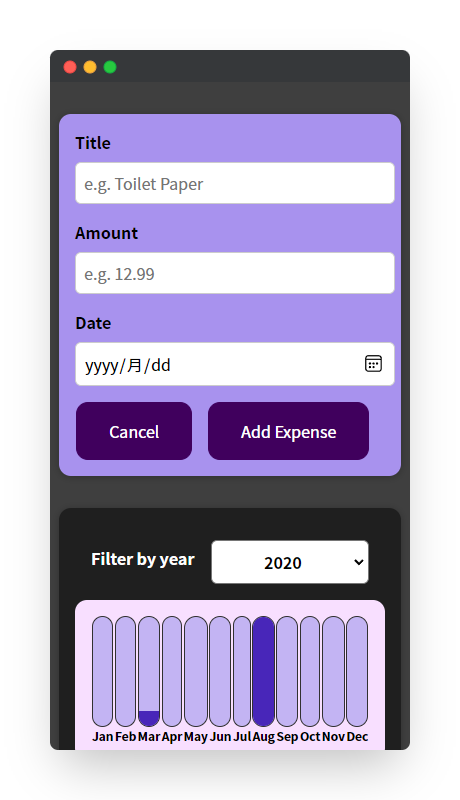 Title
e.g. Toilet Paper
Amount
e.g. 12.99
Date
yyyy/月/dd
Cancel Add Expense
Filter by year 2020
Jan Feb Mar Apr May Jun Jul Aug Sep Oct Nov Dec